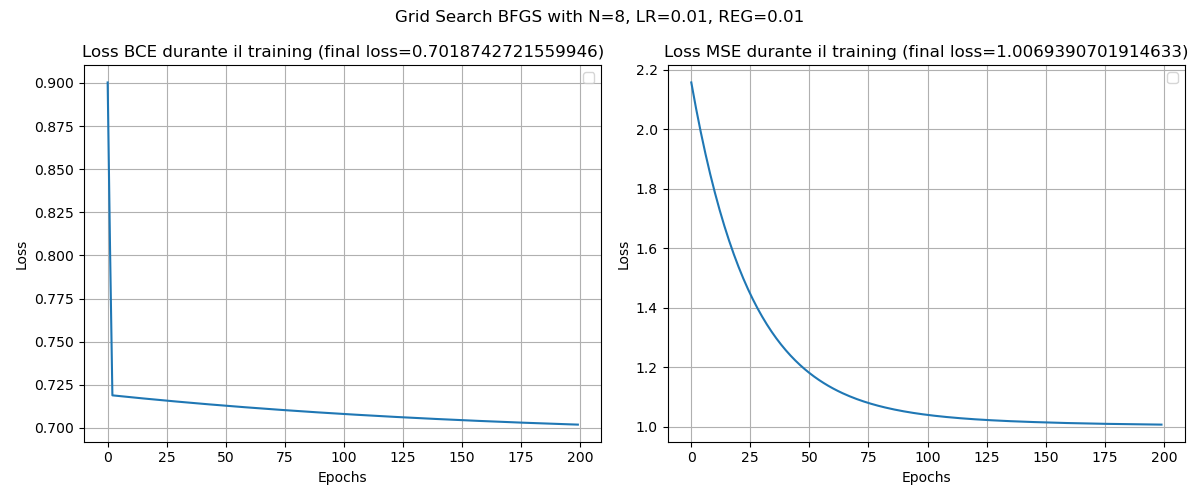 Grid Search BFGS with N=8, LR=0.01, REG=0.01
Loss BCE durante il training (final loss=0.7018742721559946)
0.900
0.875
0.850
0.825
0.800
0.775
0.750
0.725
0.700
Loss
0 25 50 75 100 125 150 175 200
Epochs
Loss MSE durante il training (final loss=1.0069390701914633)
2.2
2.0
1.8
1.6
1.4
1.2
1.0
Loss
0 25 50 75 100 125 150 175 200
Epochs